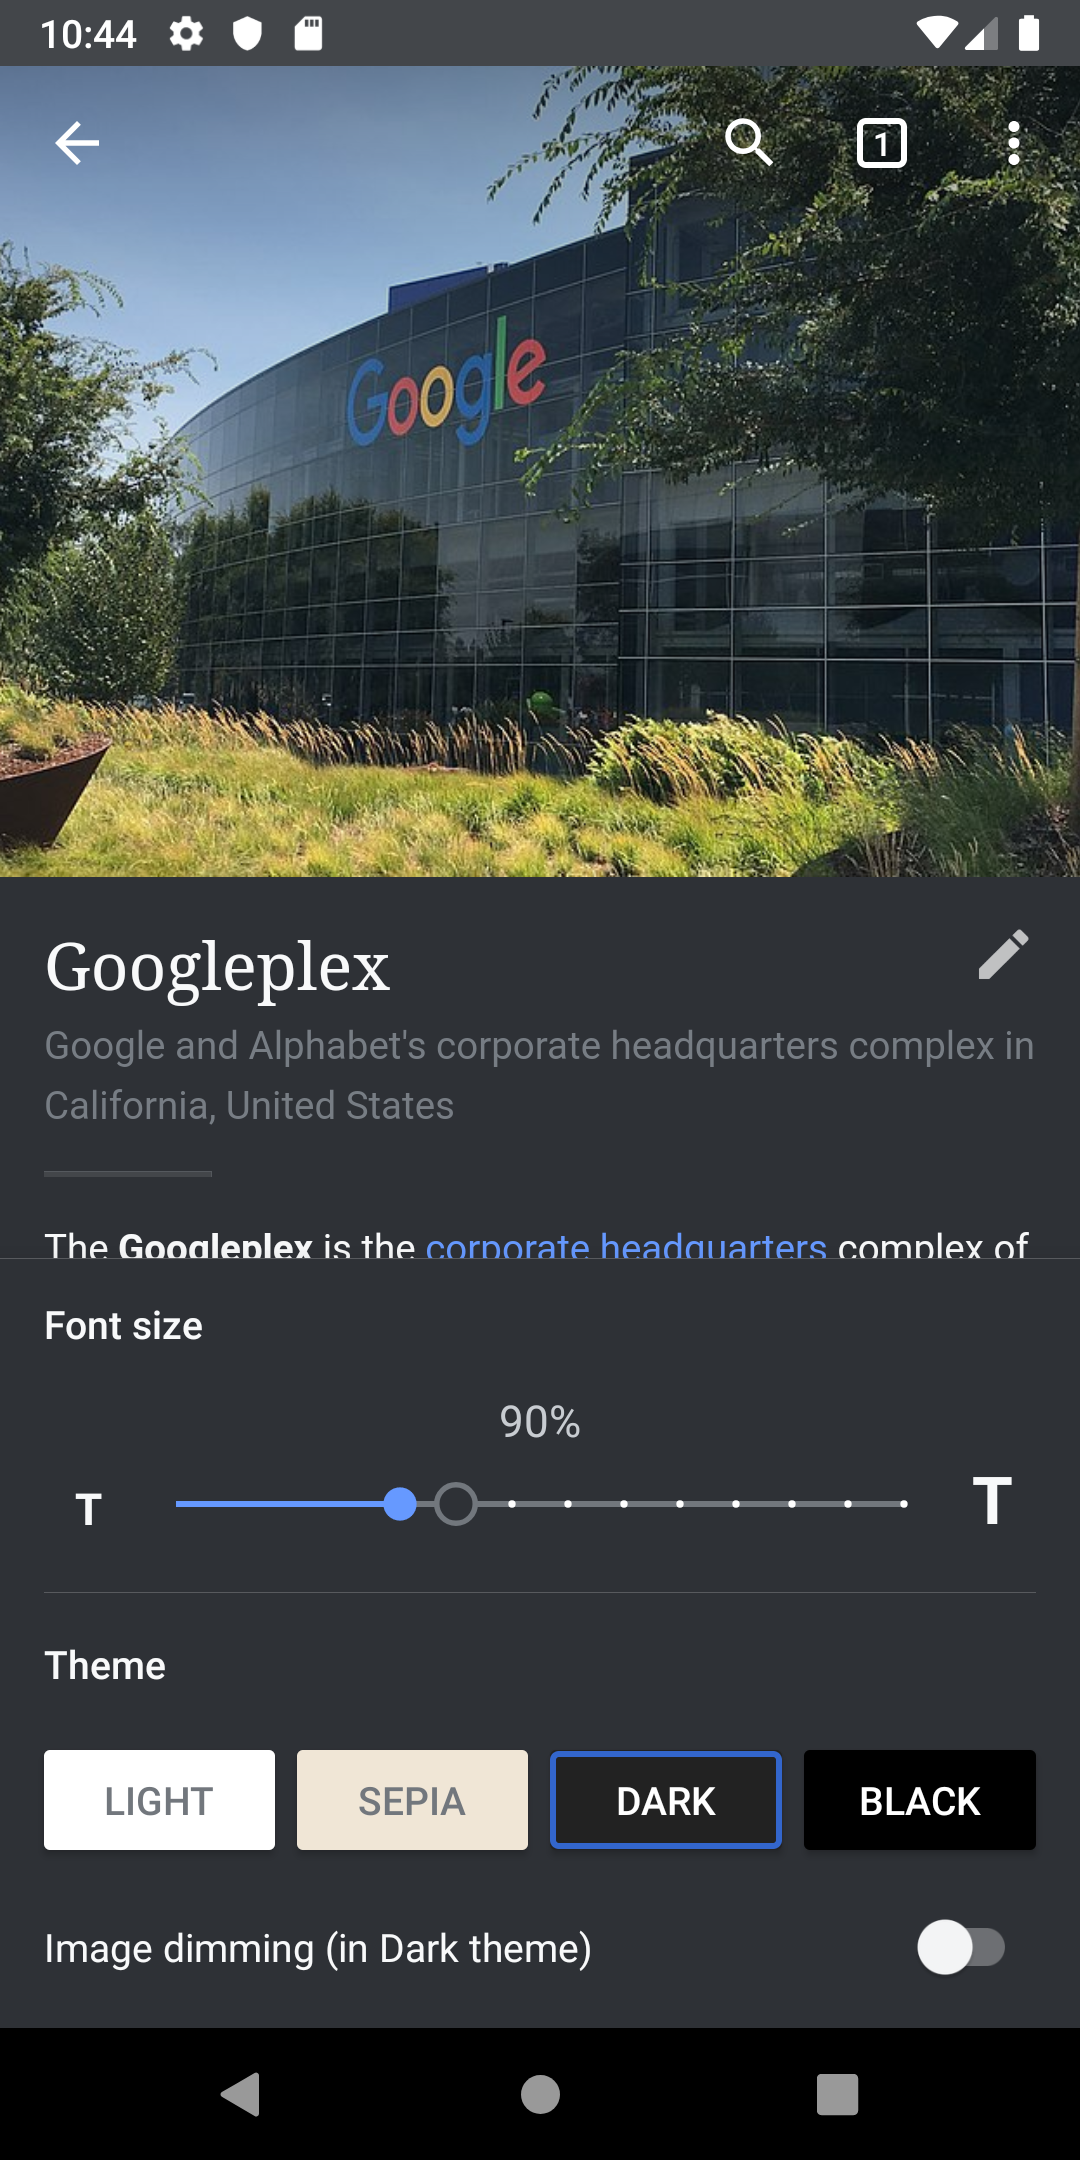 10:44
1
Google
Googleplex
Google and Alphabet's corporate headquarters complex in
California, United States
The Googleplex is the corporate headquarters complex of
Font size
90%
T T
Theme
LIGHT SEPIA DARK BLACK
Image dimming (in Dark theme)